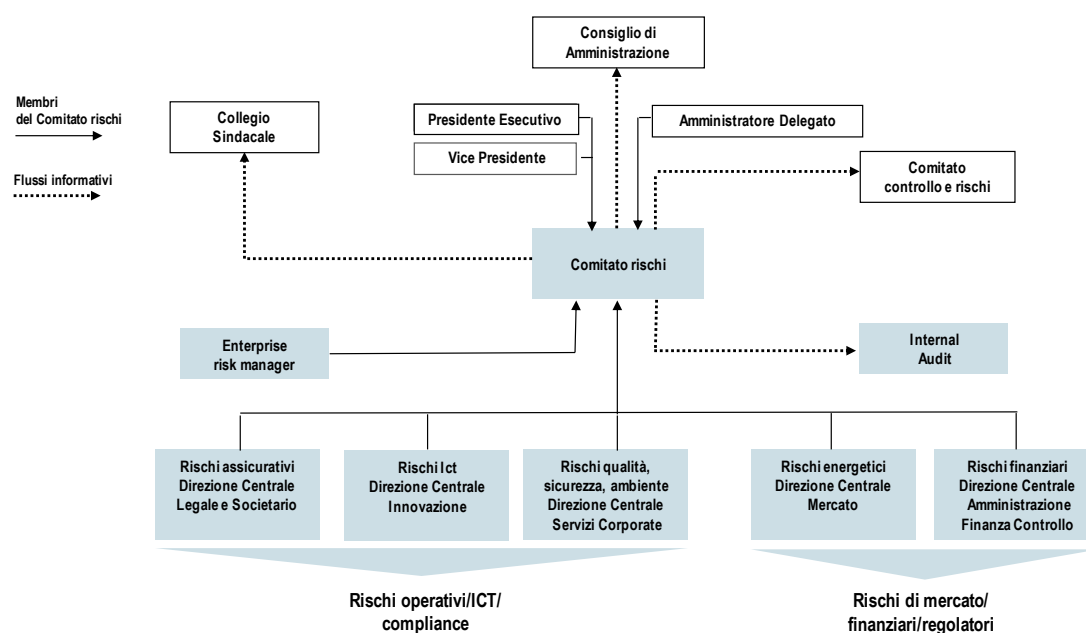 Consiglio di
Amministrazione
Membri
del Comitato rischi
Collegio
Sindacale
Presidente Esecutivo
Amministratore Delegato
Vice Presidente
Flussi informativi
Comitato
controllo e rischi
Comitato rischi
Enterprise
risk manager
Internal
Audit
Rischi assicurativi
Direzione Centrale
Legale e Societario
Rischi Ict
Direzione Centrale
Innovazione
Rischi qualità,
sicurezza, ambiente
Direzione Centrale
Servizi Corporate
Rischi energetici
Direzione Centrale
Mercato
Rischi finanziari
Direzione Centrale
Amministrazione
Finanza Controllo
Rischi operativi/ICT/
compliance
Rischi di mercato/
finanziari/regolatori